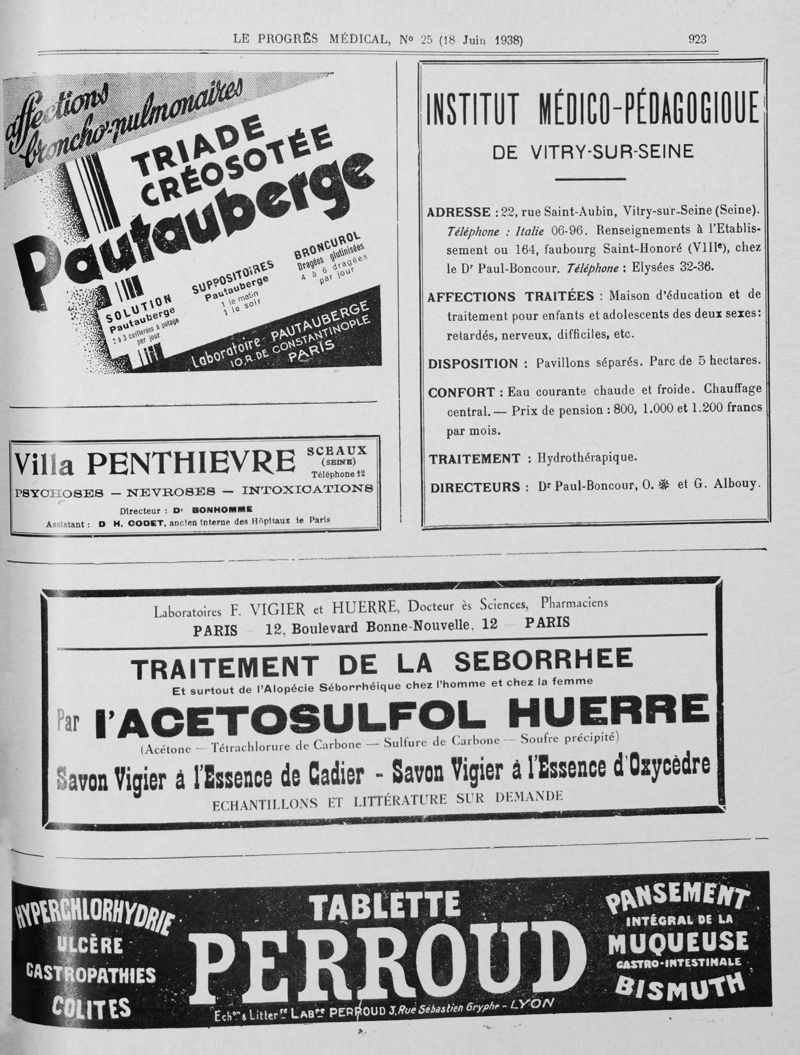 LE PROGRÈS MÉDICAL, No 25 (18 Juin 1938)
923
affections
broncho-pulmonaires
TRIADE
CRÉOSOTÉE
Pautauberge
SOLUTION
Pautauberge
2 à 3 cuillerées à potage
par jour
SUPPOSITOIRES
Pautauberge
1 le matin
1 le soir
BRONCUROL
Dragées glutinisées
4 à 6 dragées
par jour
Laboratoire PAUTAUBERGE
10, R. DE CONSTANTINOPLE
PARIS
Villa PENTHIEVRE
SCEAUX
(SEINE)
Téléphone 12
PSYCHOSES — NEVROSES — INTOXICATIONS
Directeur : Dr BONHOMME
Assistant : D H. CODET, ancien interne des Hôpitaux de Paris
INSTITUT MÉDICO-PÉDAGOGIQUE
DE VITRY-SUR-SEINE
ADRESSE : 22, rue Saint-Aubin, Vitry-sur-Seine (Seine).
Téléphone : Italie 06-96. Renseignements à l'Etablis-
sement ou 164, faubourg Saint-Honoré (VIIIe), chez
le Dr Paul-Boncour. Téléphone : Elysées 32-36.
AFFECTIONS TRAITÉES : Maison d'éducation et de
traitement pour enfants et adolescents des deux sexes:
retardés, nerveux, difficiles, etc.
DISPOSITION : Pavillons séparés. Parc de 5 hectares.
CONFORT : Eau courante chaude et froide. Chauffage
central. — Prix de pension : 800, 1.000 et 1.200 francs
par mois.
TRAITEMENT : Hydrothérapique.
DIRECTEURS : Dr Paul-Boncour, O. ❋ et G. Albouy.
Laboratoires F. VIGIER et HUERRE, Docteur ès Sciences, Pharmaciens
PARIS - 12, Boulevard Bonne-Nouvelle, 12 - PARIS
TRAITEMENT DE LA SEBORRHEE
Et surtout de l'Alopécie Séborrhéique chez l'homme et chez la femme
Par l'ACETOSULFOL HUERRE
(Acétone — Tétrachlorure de Carbone — Sulfure de Carbone — Soufre précipité)
Savon Vigier à l'Essence de Cadier - Savon Vigier à l'Essence d'Oxycèdre
ECHANTILLONS ET LITTÉRATURE SUR DEMANDE
HYPERCHLORHYDRIE
ULCÈRE
GASTROPATHIES
COLITES
TABLETTE
PERROUD
Echons & Litterre LABres PERROUD 3, Rue Sébastien Gryphe - LYON
PANSEMENT
INTÉGRAL DE LA
MUQUEUSE
GASTRO-INTESTINALE
BISMUTH